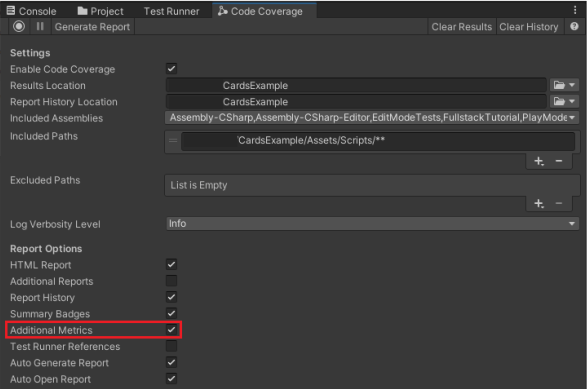 Console Project Test Runner Code Coverage
Generate Report Clear Results Clear History
Settings
Enable Code Coverage
Results Location CardsExample
Report History Location CardsExample
Included Assemblies Assembly-CSharp,Assembly-CSharp-Editor,EditModeTests,FullstackTutorial,PlayMode
Included Paths /CardsExample/Assets/Scripts/**
Excluded Paths List is Empty
Log Verbosity Level Info
Report Options
HTML Report
Additional Reports
Report History
Summary Badges
Additional Metrics
Test Runner References
Auto Generate Report
Auto Open Report